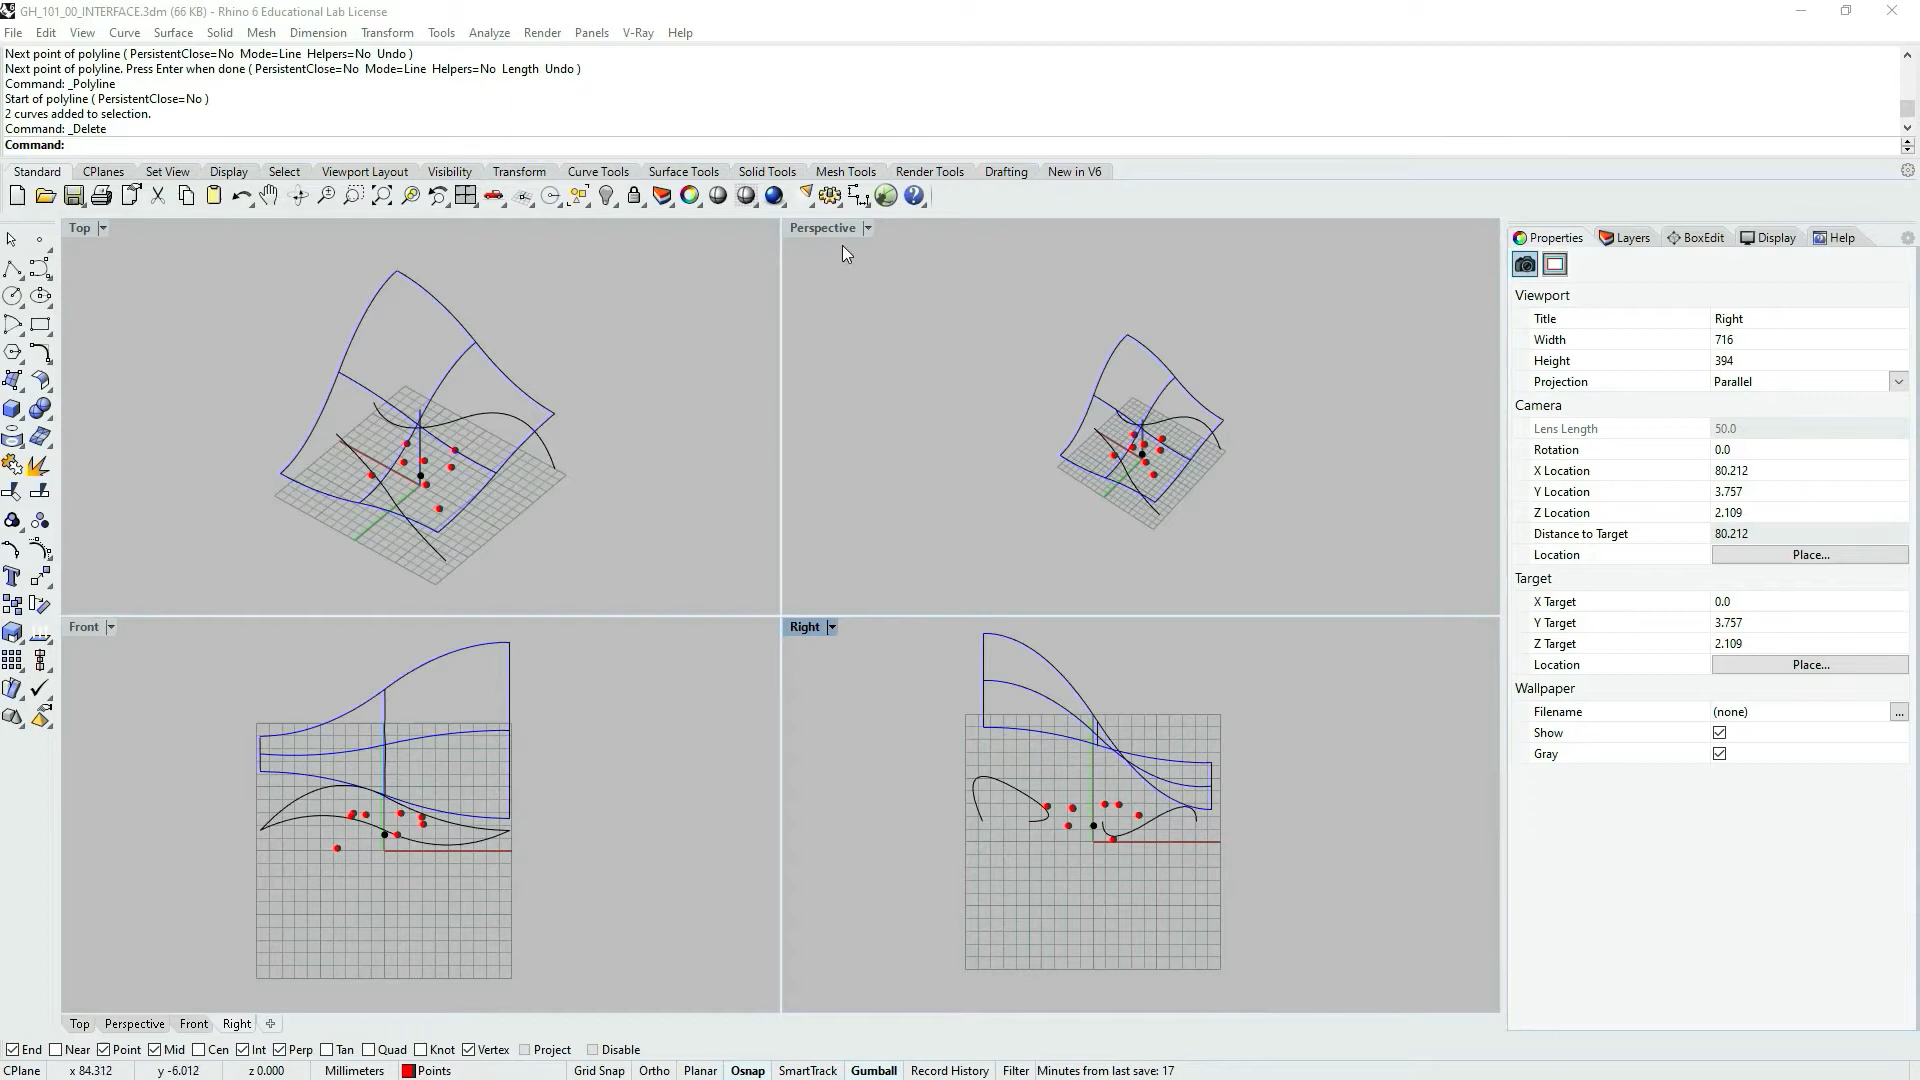 GH_101_00_INTERFACE.3dm (66 KB) - Rhino 6 Educational Lab License
File Edit View Curve Surface Solid Mesh Dimension Transform Tools Analyze Render Panels V-Ray Help
Next point of polyline ( PersistentClose=No Mode=Line Helpers=No Undo )
Next point of polyline. Press Enter when done ( PersistentClose=No Mode=Line Helpers=No Length Undo )
Command: _Polyline
Start of polyline ( PersistentClose=No )
2 curves added to selection.
Command: _Delete
Command:
Standard CPlanes Set View Display Select Viewport Layout Visibility Transform Curve Tools Surface Tools Solid Tools Mesh Tools Render Tools Drafting New in V6
Top
Perspective
Front
Right
Properties Layers BoxEdit Display Help
Viewport
Title Right
Width 716
Height 394
Projection Parallel
Camera
Lens Length 50.0
Rotation 0.0
X Location 80.212
Y Location 3.757
Z Location 2.109
Distance to Target 80.212
Location Place...
Target
X Target 0.0
Y Target 3.757
Z Target 2.109
Location Place...
Wallpaper
Filename (none) ...
Show
Gray
Top Perspective Front Right
End Near Point Mid Cen Int Perp Tan Quad Knot Vertex Project Disable
CPlane x 84.312 y -6.012 z 0.000 Millimeters Points Grid Snap Ortho Planar Osnap SmartTrack Gumball Record History Filter Minutes from last save: 17